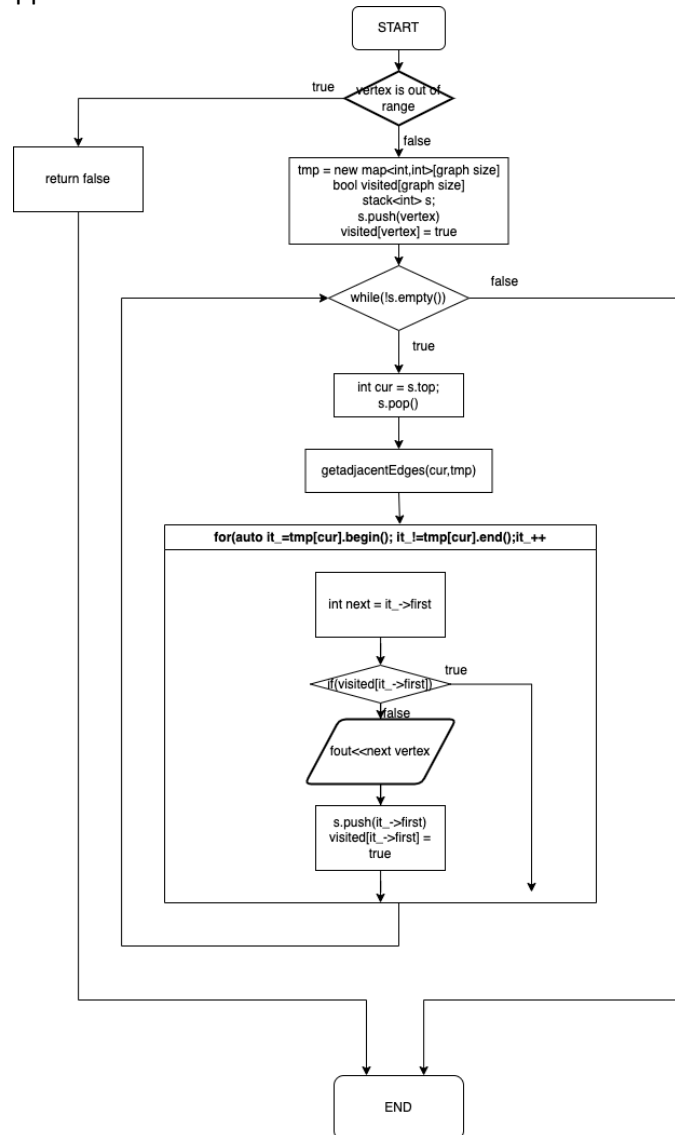 START
true
vertex is out of
range
false
return false
tmp = new map<int,int>[graph size]
bool visited[graph size]
stack<int> s;
s.push(vertex)
visited[vertex] = true
while(!s.empty())
false
true
int cur = s.top;
s.pop()
getadjacentEdges(cur,tmp)
for(auto it_=tmp[cur].begin(); it_!=tmp[cur].end();it_++
int next = it_->first
true
if(visited[it_->first])
false
fout<<next vertex
s.push(it_->first)
visited[it_->first] =
true
END